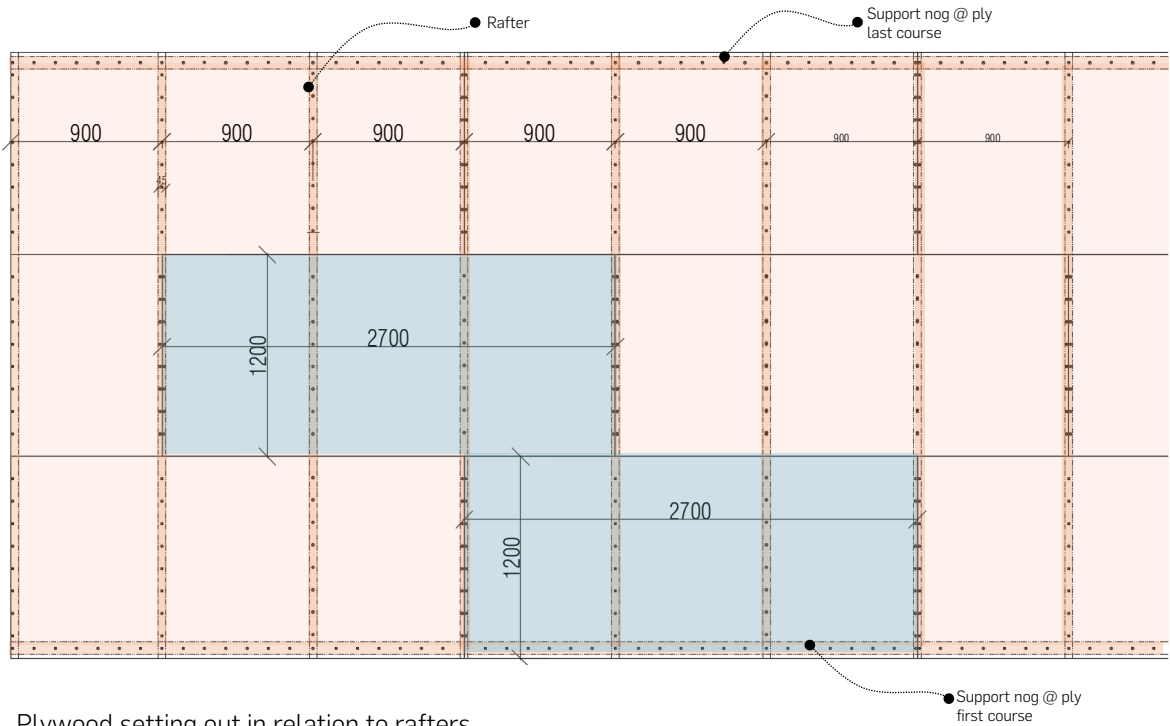 Rafter
Support nog @ ply
last course
900 900 900 900 900 900 900
45
2700
1200
2700
1200
Support nog @ ply
first course
Plywood setting out in relation to rafters